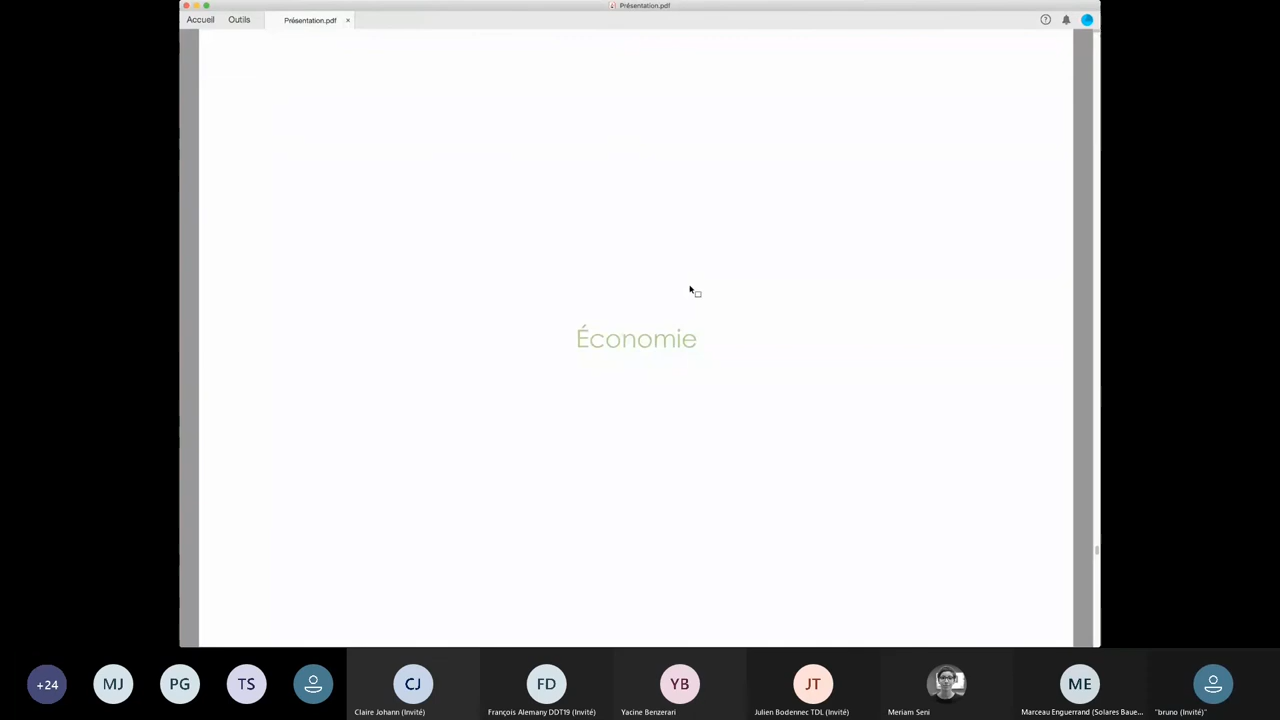 Présentation.pdf
Accueil
Outils
Présentation.pdf
×
?
Économie
+24
MJ
PG
TS
CJ
FD
YB
JT
ME
Claire Johann (Invité)
François Alemany DDT19 (Invité)
Yacine Benzerari
Julien Bodennec TDL (Invité)
Meriam Seni
Marceau Enguerrand (Solares Baue...
"bruno (Invité)"